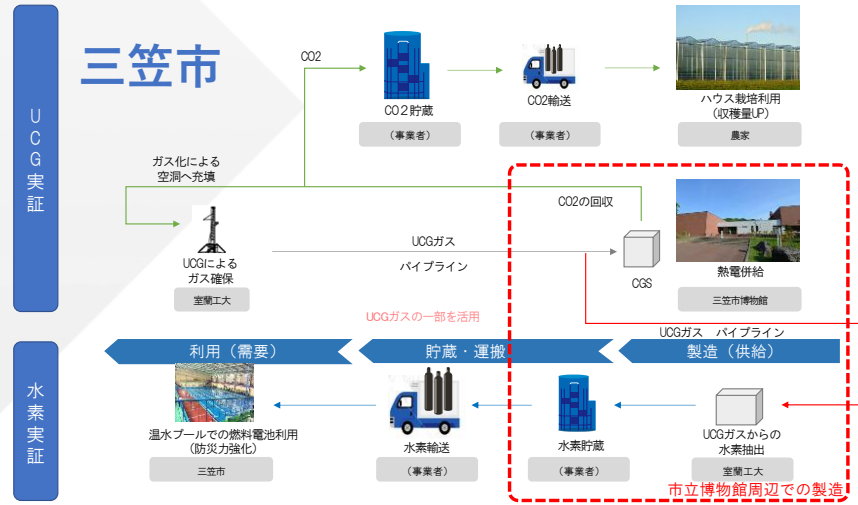 三笠市
UCG実証
CO2
CO2貯蔵
(事業者)
CO2輸送
(事業者)
ハウス栽培利用
(収穫量UP)
農家
ガス化による
空洞へ充填
CO2の回収
UCGによる
ガス確保
室蘭工大
UCGガス
パイプライン
CGS
熱電併給
三笠市博物館
UCGガスの一部を活用
UCGガス パイプライン
利用(需要)
貯蔵・運搬
製造(供給)
水素実証
温水プールでの燃料電池利用
(防災力強化)
三笠市
水素輸送
(事業者)
水素貯蔵
(事業者)
UCGガスからの
水素抽出
室蘭工大
市立博物館周辺での製造